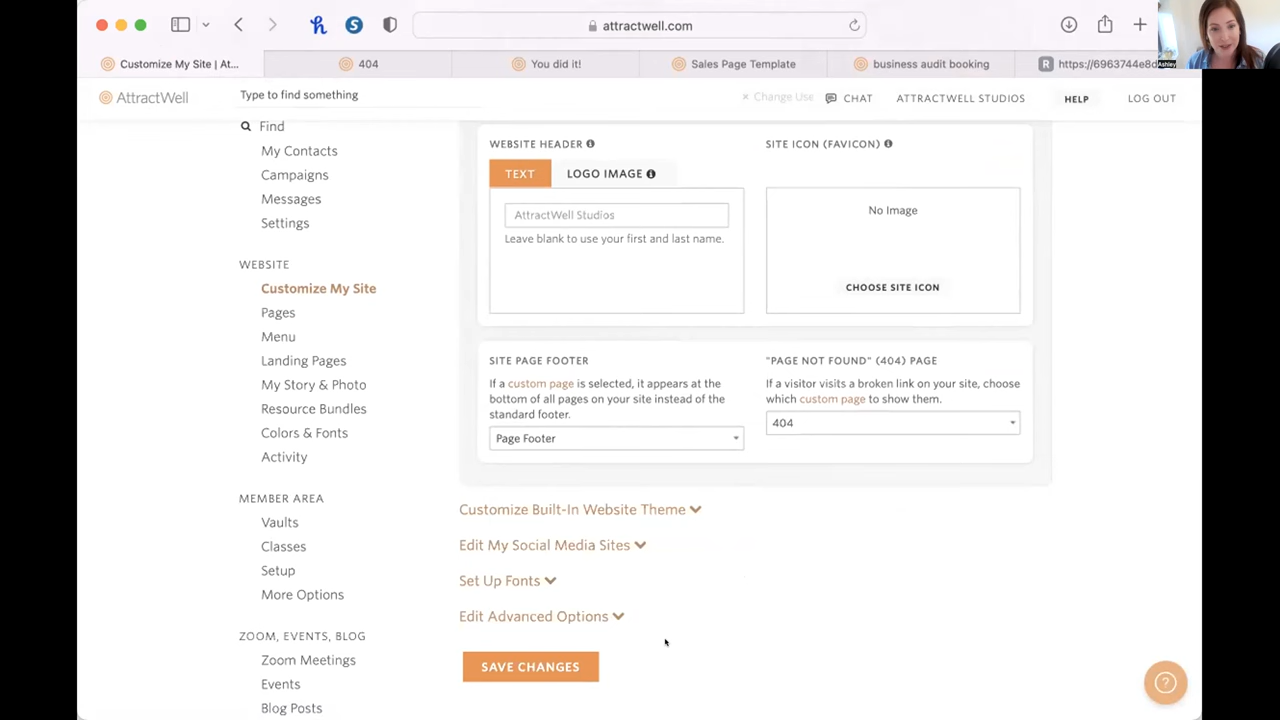 attractwell.com
Customize My Site | At...
404
You did it!
Sales Page Template
business audit booking
https://6963744e8d
Ashley
AttractWell
Type to find something
× Change Use
CHAT
ATTRACTWELL STUDIOS
HELP
LOG OUT
Find
My Contacts
Campaigns
Messages
Settings
WEBSITE
Customize My Site
Pages
Menu
Landing Pages
My Story & Photo
Resource Bundles
Colors & Fonts
Activity
MEMBER AREA
Vaults
Classes
Setup
More Options
ZOOM, EVENTS, BLOG
Zoom Meetings
Events
Blog Posts
WEBSITE HEADER
TEXT
LOGO IMAGE
AttractWell Studios
Leave blank to use your first and last name.
SITE ICON (FAVICON)
No Image
CHOOSE SITE ICON
SITE PAGE FOOTER
If a custom page is selected, it appears at the
bottom of all pages on your site instead of the
standard footer.
Page Footer
"PAGE NOT FOUND" (404) PAGE
If a visitor visits a broken link on your site, choose
which custom page to show them.
404
Customize Built-In Website Theme
Edit My Social Media Sites
Set Up Fonts
Edit Advanced Options
SAVE CHANGES